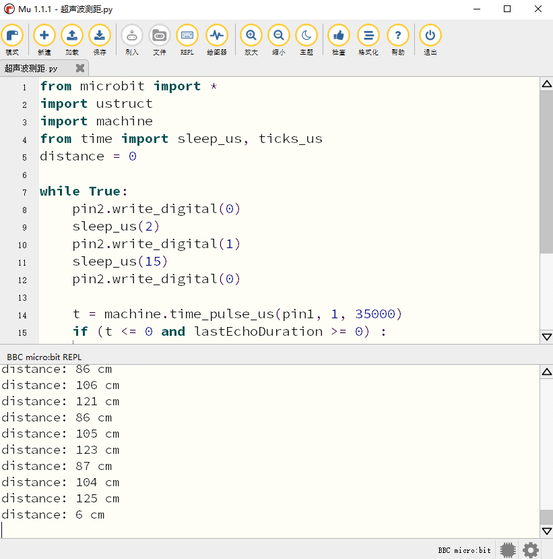 Mu 1.1.1 - 超声波测距.py
模式 新建 加载 保存 刷入 文件 REPL 绘图器 放大 缩小 主题 检查 格式化 帮助 退出
超声波测距.py
1 from microbit import *
2 import ustruct
3 import machine
4 from time import sleep_us, ticks_us
5 distance = 0
6
7 while True:
8 pin2.write_digital(0)
9 sleep_us(2)
10 pin2.write_digital(1)
11 sleep_us(15)
12 pin2.write_digital(0)
13
14 t = machine.time_pulse_us(pin1, 1, 35000)
15 if (t <= 0 and lastEchoDuration >= 0) :
BBC micro:bit REPL
distance: 86 cm
distance: 106 cm
distance: 121 cm
distance: 86 cm
distance: 105 cm
distance: 123 cm
distance: 87 cm
distance: 104 cm
distance: 125 cm
distance: 6 cm
BBC micro:bit